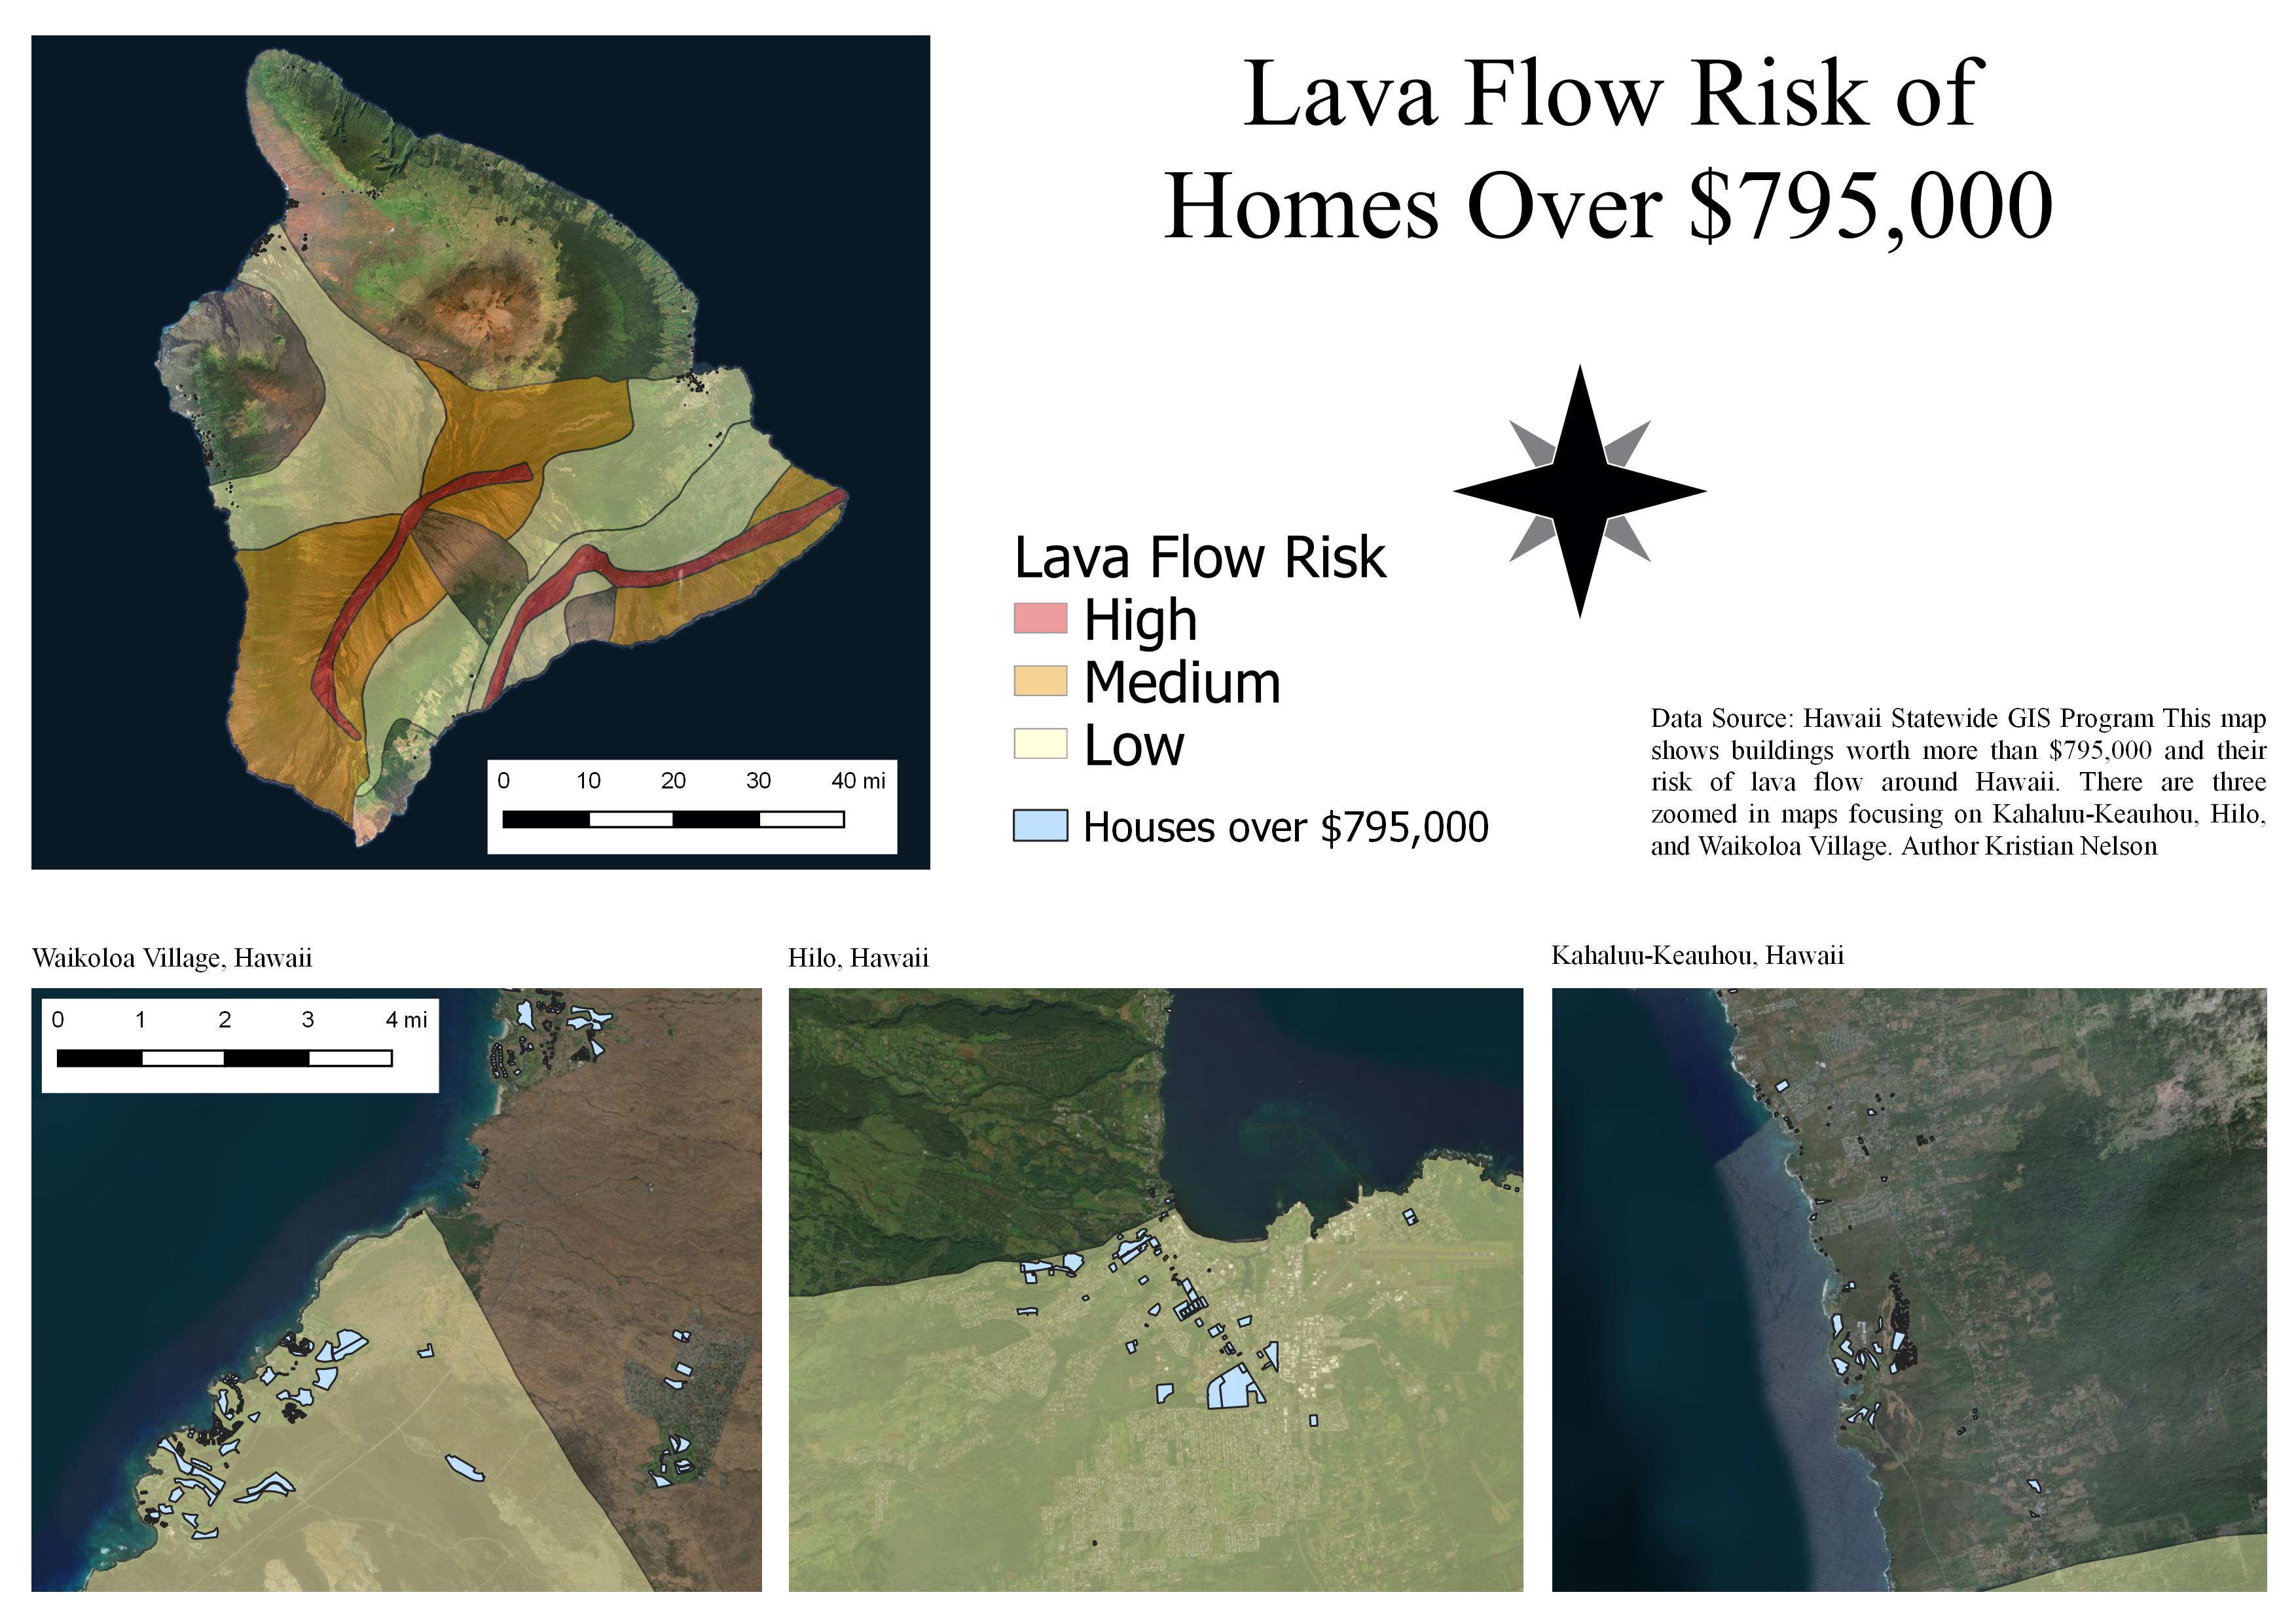 Lava Flow Risk of
Homes Over $795,000
Lava Flow Risk
High
Medium
Low
Houses over $795,000
0 10 20 30 40 mi
Data Source: Hawaii Statewide GIS Program This map
shows buildings worth more than $795,000 and their
risk of lava flow around Hawaii. There are three
zoomed in maps focusing on Kahaluu-Keauhou, Hilo,
and Waikoloa Village. Author Kristian Nelson
Waikoloa Village, Hawaii
0 1 2 3 4 mi
Hilo, Hawaii
Kahaluu-Keauhou, Hawaii